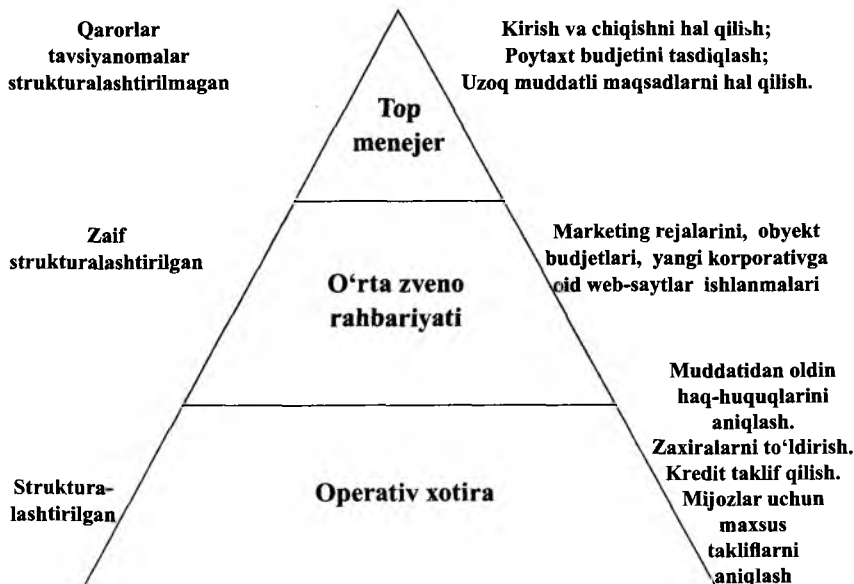 Qarorlar
tavsiyanomalar
strukturalashtirilmagan
Kirish va chiqishni hal qilish;
Poytaxt budjetini tasdiqlash;
Uzoq muddatli maqsadlarni hal qilish.
Top
menejer
Zaif
strukturalashtirilgan
O‘rta zveno
rahbariyati
Marketing rejalarini, obyekt
budjetlari, yangi korporativga
oid web-saytlar ishlanmalari
Struktura-
lashtirilgan
Operativ xotira
Muddatidan oldin
haq-huquqlarini
aniqlash.
Zaxiralarni to‘ldirish.
Kredit taklif qilish.
Mijozlar uchun
maxsus
takliflarni
aniqlash